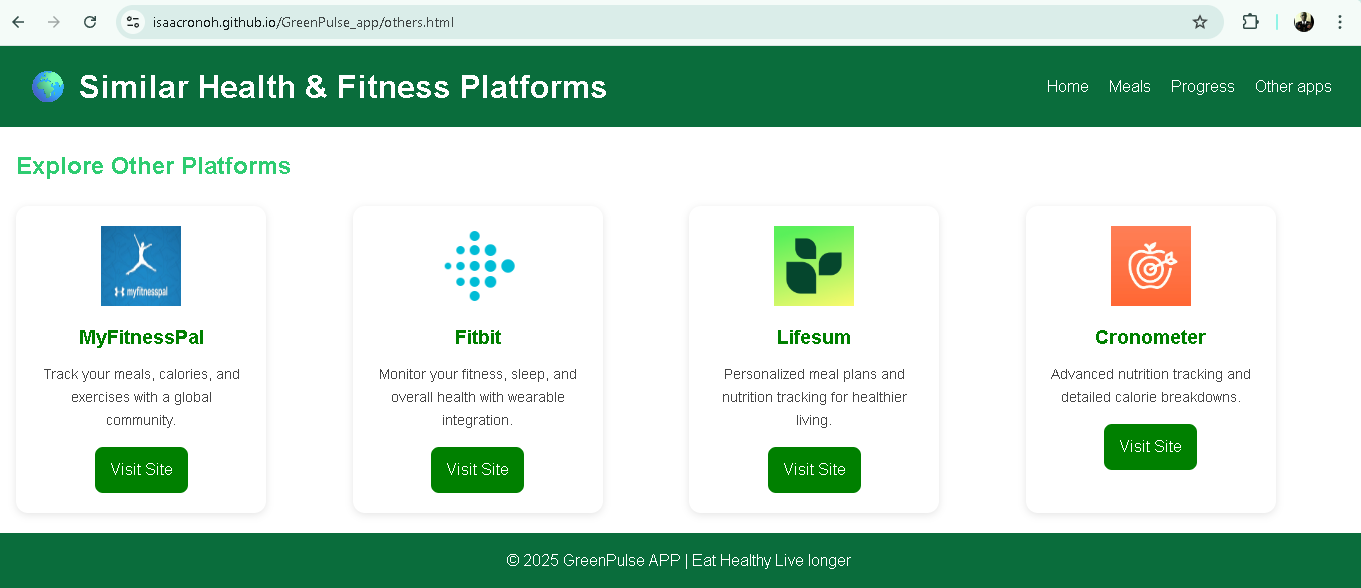 isaacronoh.github.io/GreenPulse_app/others.html
Similar Health & Fitness Platforms
Home Meals Progress Other apps
Explore Other Platforms
myfitnesspal
MyFitnessPal
Track your meals, calories, and
exercises with a global
community.
Visit Site
Fitbit
Monitor your fitness, sleep, and
overall health with wearable
integration.
Visit Site
Lifesum
Personalized meal plans and
nutrition tracking for healthier
living.
Visit Site
Cronometer
Advanced nutrition tracking and
detailed calorie breakdowns.
Visit Site
© 2025 GreenPulse APP | Eat Healthy Live longer